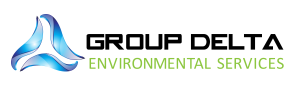 GROUP DELTA
ENVIRONMENTAL SERVICES